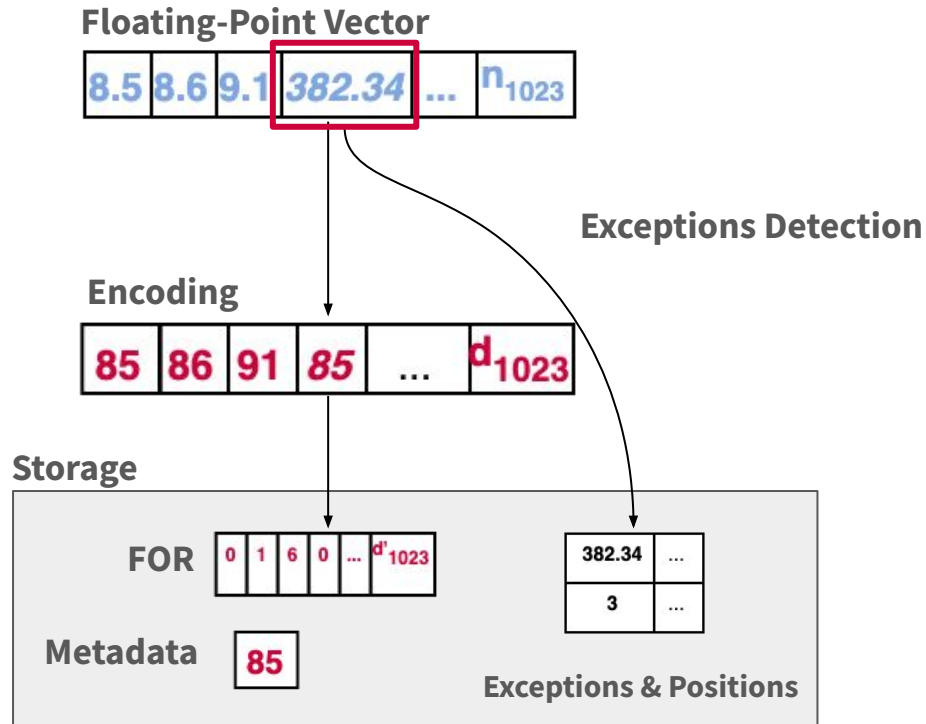 Floating-Point Vector
8.5 8.6 9.1 382.34 ... n1023
Exceptions Detection
Encoding
85 86 91 85 ... d1023
Storage
FOR 0 1 6 0 ... d'1023
382.34 ...
3 ...
Metadata 85
Exceptions & Positions